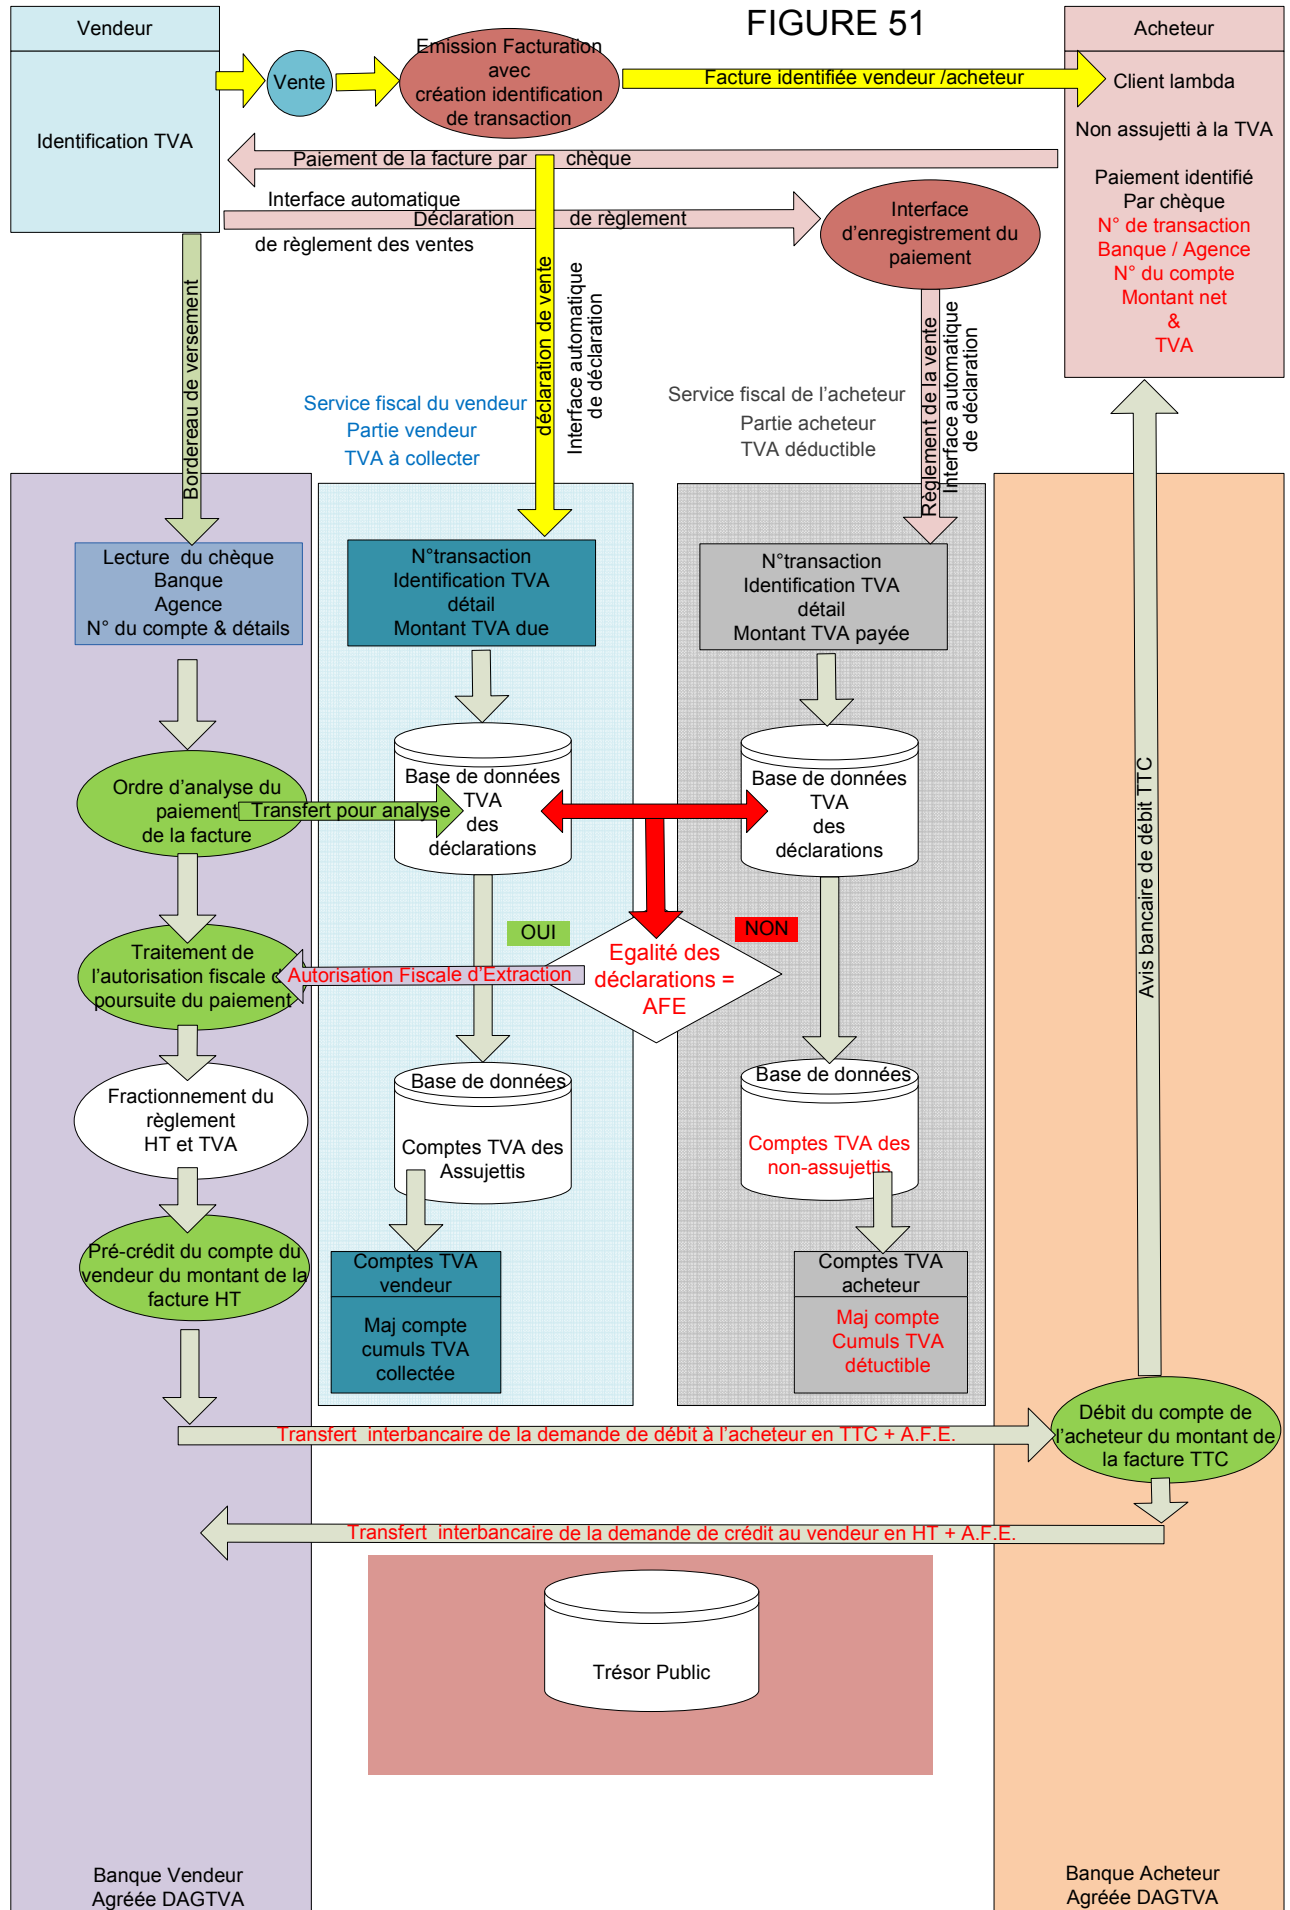 FIGURE 51
Vendeur
Identification TVA
Vente
Emission Facturation
avec
création identification
de transaction
Facture identifiée vendeur /acheteur
Acheteur
Client lambda
Non assujetti à la TVA
Paiement identifié
Par chèque
N° de transaction
Banque / Agence
N° du compte
Montant net
&
TVA
Paiement de la facture par chèque
Interface automatique
Déclaration de règlement
de règlement des ventes
Interface
d'enregistrement du
paiement
Bordereau de versement
déclaration de vente
Interface automatique
de déclaration
Règlement de la vente
Interface automatique
de déclaration
Service fiscal du vendeur
Partie vendeur
TVA à collecter
Service fiscal de l'acheteur
Partie acheteur
TVA déductible
Lecture du chèque
Banque
Agence
N° du compte & détails
N°transaction
Identification TVA
détail
Montant TVA due
N°transaction
Identification TVA
détail
Montant TVA payée
Ordre d'analyse du
paiement
de la facture
Transfert pour analyse
Base de données
TVA
des
déclarations
Base de données
TVA
des
déclarations
Avis bancaire de débit TTC
OUI
NON
Egalité des
déclarations =
AFE
Traitement de
l'autorisation fiscale
poursuite du paiement
Autorisation Fiscale d'Extraction
Fractionnement du
règlement
HT et TVA
Base de données
Comptes TVA des
Assujettis
Base de données
Comptes TVA des
non-assujettis
Pré-crédit du compte du
vendeur du montant de la
facture HT
Comptes TVA
vendeur
Maj compte
cumuls TVA
collectée
Comptes TVA
acheteur
Maj compte
Cumuls TVA
détuctible
Transfert interbancaire de la demande de débit à l'acheteur en TTC + A.F.E.
Débit du compte de
l'acheteur du montant de
la facture TTC
Transfert interbancaire de la demande de crédit au vendeur en HT + A.F.E.
Trésor Public
Banque Vendeur
Agréée DAGTVA
Banque Acheteur
Agréée DAGTVA